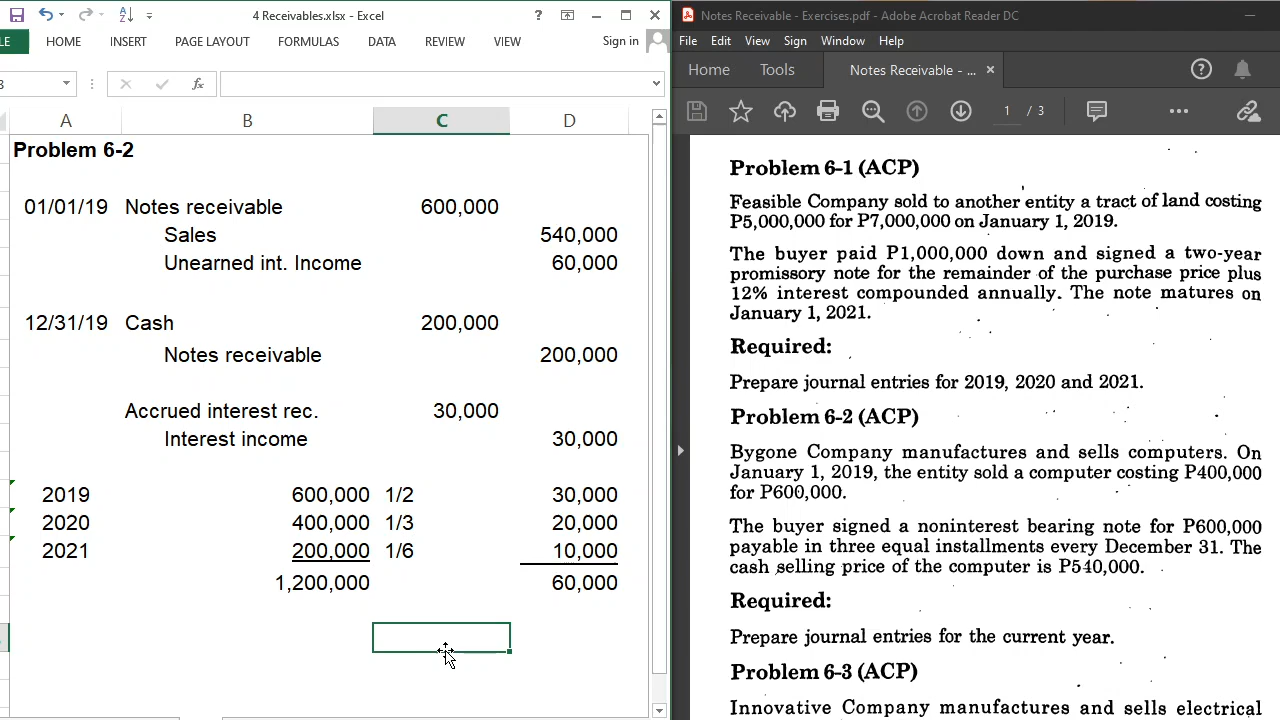 4 Receivables.xlsx - Excel
?
LE HOME INSERT PAGE LAYOUT FORMULAS DATA REVIEW VIEW Sign in
fx
A B C D
Problem 6-2
01/01/19 Notes receivable 600,000
Sales 540,000
Unearned int. Income 60,000
12/31/19 Cash 200,000
Notes receivable 200,000
Accrued interest rec. 30,000
Interest income 30,000
2019 600,000 1/2 30,000
2020 400,000 1/3 20,000
2021 200,000 1/6 10,000
1,200,000 60,000
Notes Receivable - Exercises.pdf - Adobe Acrobat Reader DC
File Edit View Sign Window Help
Home Tools Notes Receivable - ... ×
1 / 3
Problem 6-1 (ACP)
Feasible Company sold to another entity a tract of land costing
P5,000,000 for P7,000,000 on January 1, 2019.
The buyer paid P1,000,000 down and signed a two-year
promissory note for the remainder of the purchase price plus
12% interest compounded annually. The note matures on
January 1, 2021.
Required:
Prepare journal entries for 2019, 2020 and 2021.
Problem 6-2 (ACP)
Bygone Company manufactures and sells computers. On
January 1, 2019, the entity sold a computer costing P400,000
for P600,000.
The buyer signed a noninterest bearing note for P600,000
payable in three equal installments every December 31. The
cash selling price of the computer is P540,000.
Required:
Prepare journal entries for the current year.
Problem 6-3 (ACP)
Innovative Company manufactures and sells electrical